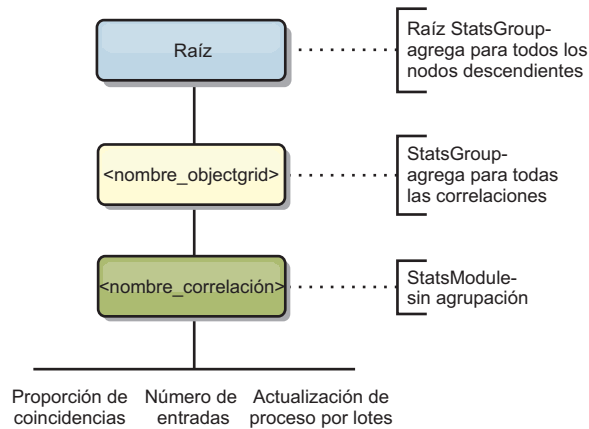 Raíz
Raíz StatsGroup-
agrega para todos los
nodos descendientes
<nombre_objectgrid>
StatsGroup-
agrega para todas
las correlaciones
<nombre_correlación>
StatsModule-
sin agrupación
Proporción de
coincidencias
Número de
entradas
Actualización de
proceso por lotes